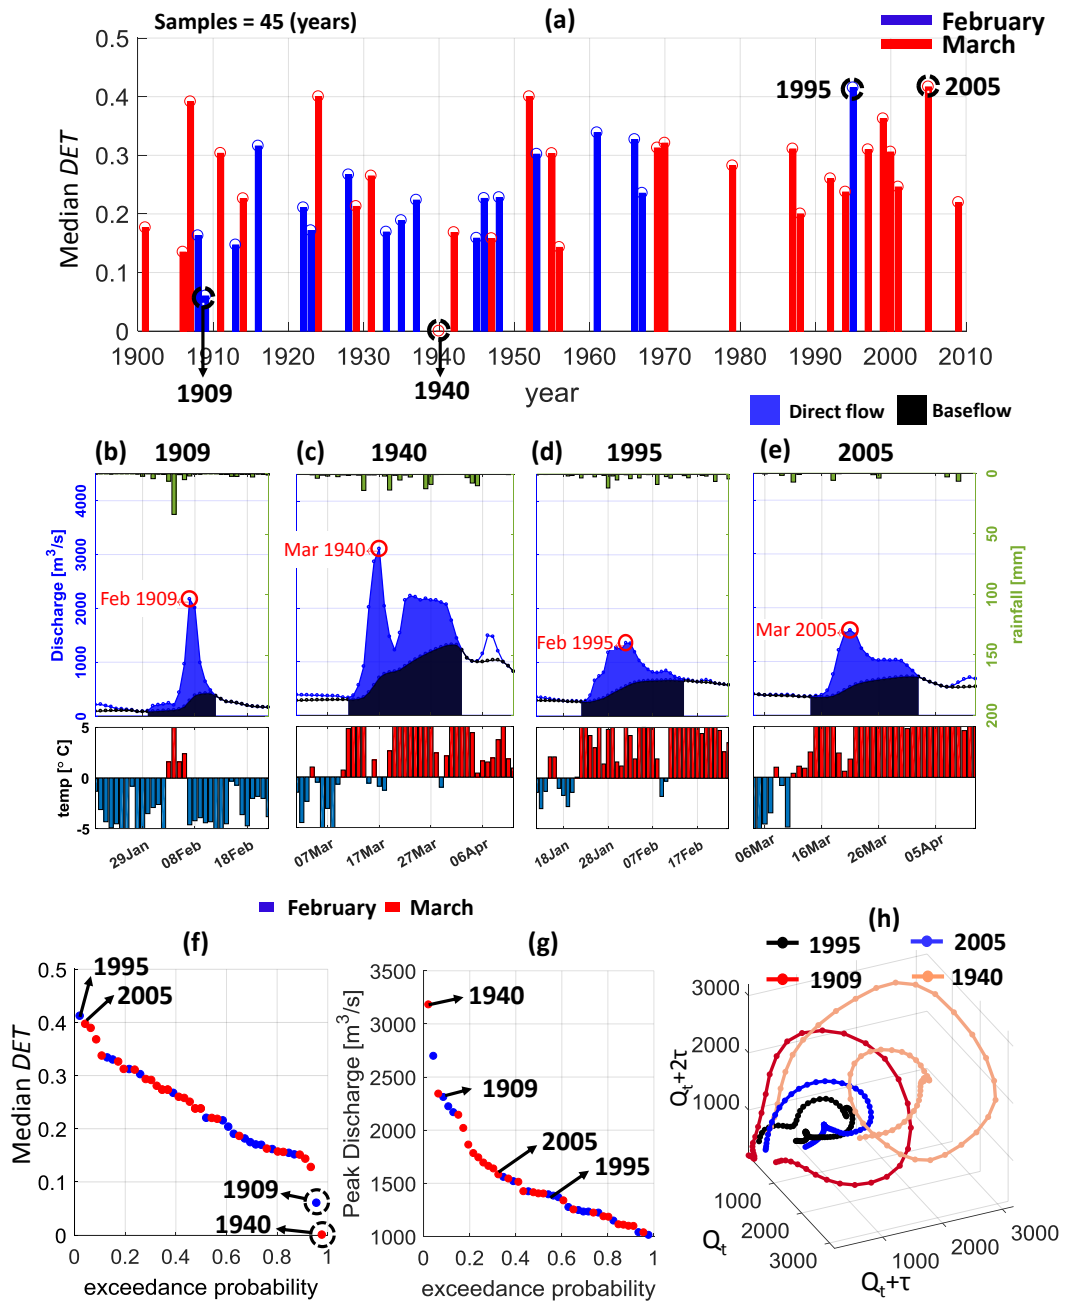 Samples = 45 (years)
(a)
February
March
0.5
0.4
0.3
0.2
0.1
0
Median DET
1995
2005
1900
1910
1920
1930
1940
1950
1960
1970
1980
1990
2000
2010
1909
1940
year
Direct flow
Baseflow
(b) 1909
(c) 1940
(d) 1995
(e) 2005
4000
3000
2000
1000
0
Discharge [m³/s]
Feb 1909
Mar 1940
Feb 1995
Mar 2005
0
50
100
150
200
rainfall [mm]
5
0
-5
temp [° C]
29Jan
08Feb
18Feb
07Mar
17Mar
27Mar
06Apr
18Jan
28Jan
07Feb
17Feb
06Mar
16Mar
26Mar
05Apr
February
March
(f)
0.5
0.4
0.3
0.2
0.1
0
Median DET
1995
2005
1909
1940
0
0.2
0.4
0.6
0.8
1
exceedance probability
(g)
3500
3000
2500
2000
1500
1000
Peak Discharge [m³/s]
1940
1909
2005
1995
0
0.2
0.4
0.6
0.8
1
exceedance probability
(h)
1995
2005
1909
1940
3000
2000
1000
Qt+2τ
1000
2000
3000
Qt
1000
2000
3000
Qt+τ